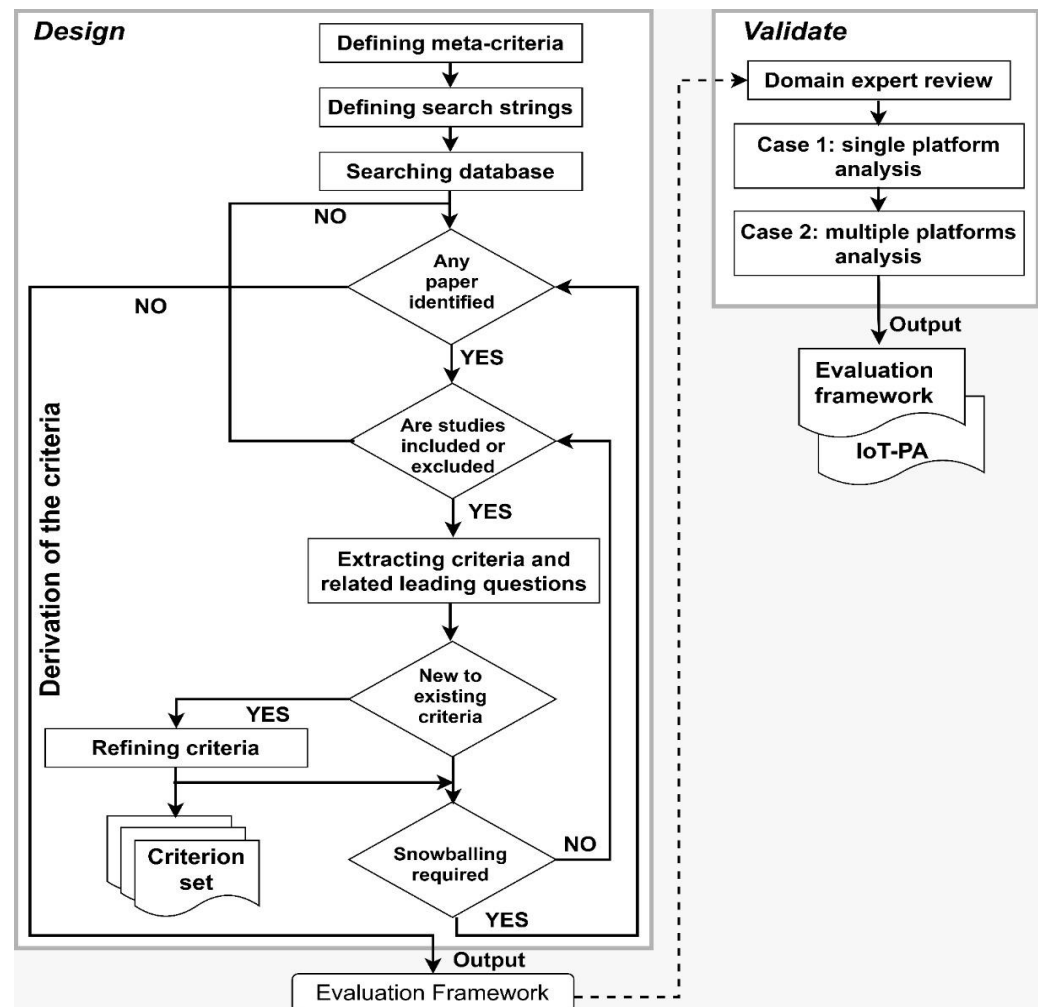 Design
Defining meta-criteria
Defining search strings
Searching database
NO
Any
paper
identified
NO
YES
Are studies
included or
excluded
YES
Extracting criteria and
related leading questions
New to
existing
criteria
YES
Refining criteria
Criterion
set
Snowballing
required
NO
YES
Derivation of the criteria
Output
Evaluation Framework
Validate
Domain expert review
Case 1: single platform
analysis
Case 2: multiple platforms
analysis
Output
Evaluation
framework
IoT-PA